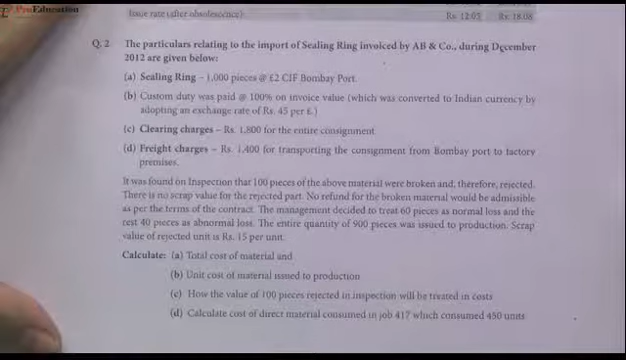 ProEducation
Issue rate (after obsolescence) Rs. 12.05 Rs. 18.08
Q. 2 The particulars relating to the import of Sealing Ring invoiced by AB & Co., during December
2012 are given below:
(a) Sealing Ring – 1,000 pieces @ £2 CIF Bombay Port.
(b) Custom duty was paid @ 100% on invoice value (which was converted to Indian currency by
adopting an exchange rate of Rs. 45 per £.)
(c) Clearing charges – Rs. 1,800 for the entire consignment
(d) Freight charges – Rs. 1,400 for transporting the consignment from Bombay port to factory
premises.
It was found on Inspection that 100 pieces of the above material were broken and, therefore, rejected.
There is no scrap value for the rejected part. No refund for the broken material would be admissible
as per the terms of the contract. The management decided to treat 60 pieces as normal loss and the
rest 40 pieces as abnormal loss. The entire quantity of 900 pieces was issued to production. Scrap
value of rejected unit is Rs. 15 per unit.
Calculate: (a) Total cost of material and
(b) Unit cost of material issued to production
(c) How the value of 100 pieces rejected in inspection will be treated in costs
(d) Calculate cost of direct material consumed in job 417 which consumed 450 units